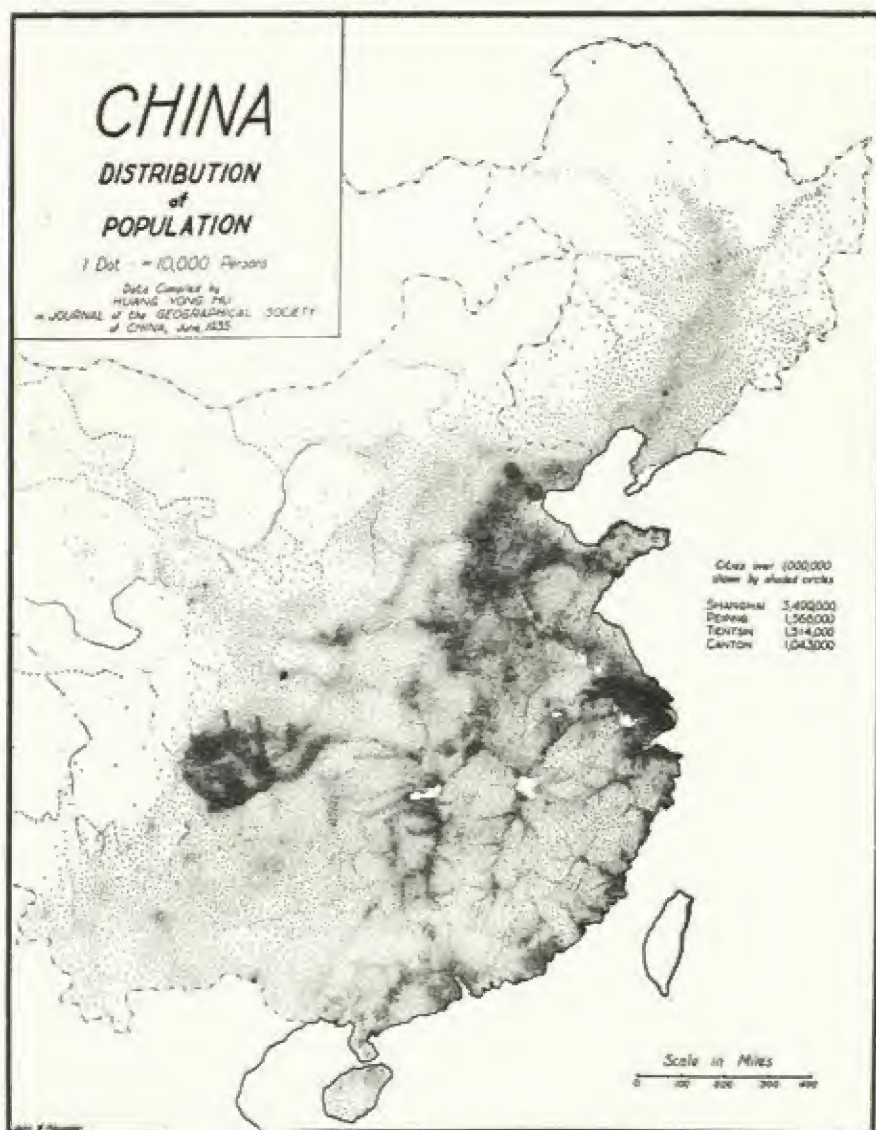 CHINA
DISTRIBUTION
of
POPULATION
1 Dot - = 10,000 Persons
Data Compiled by
HUANG YONG HU
in JOURNAL of the GEOGRAPHICAL SOCIETY
of CHINA, June 1935
Cities over 1,000,000
shown by shaded circles
SHANGHAI 3,490,000
PEIPING 1,566,000
TIENTSIN 1,314,000
CANTON 1,043,000
Scale in Miles
0 100 200 300 400